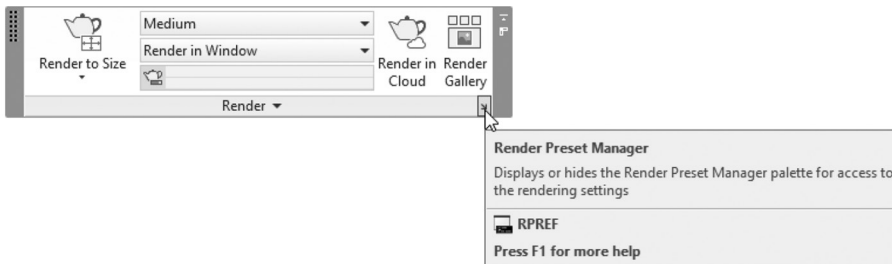 Medium
Render in Window
Render to Size
Render in
Cloud
Render
Gallery
Render
Render Preset Manager
Displays or hides the Render Preset Manager palette for access to
the rendering settings
RPREF
Press F1 for more help